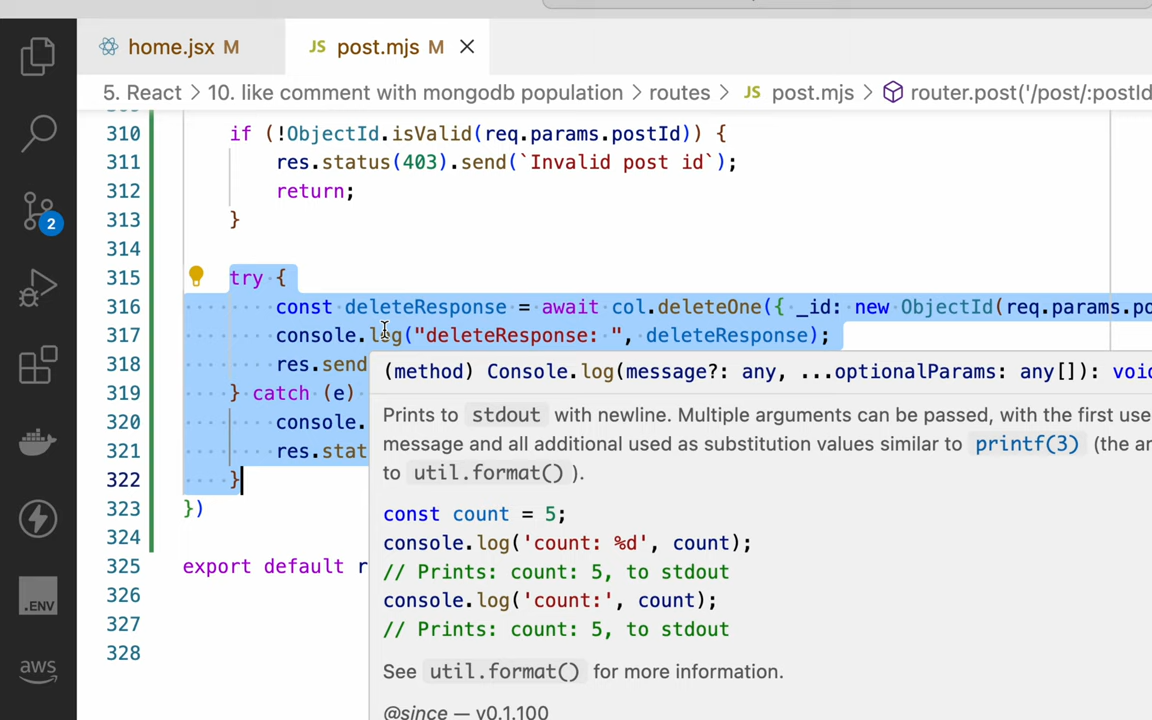 home.jsx M
JS post.mjs M
5. React > 10. like comment with mongodb population > routes > JS post.mjs > router.post('/post/:postId
310 if (!ObjectId.isValid(req.params.postId)) {
311 res.status(403).send(`Invalid post id`);
312 return;
313 }
314
315 try {
316 const deleteResponse = await col.deleteOne({ _id: new ObjectId(req.params.po
317 console.log("deleteResponse: ", deleteResponse);
318 res.send
319 } catch (e)
320 console.
321 res.stat
322 }
323 })
324
325 export default r
326
327
328
2
.ENV
aws
(method) Console.log(message?: any, ...optionalParams: any[]): void
Prints to stdout with newline. Multiple arguments can be passed, with the first use
message and all additional used as substitution values similar to printf(3) (the ar
to util.format() ).
const count = 5;
console.log('count: %d', count);
// Prints: count: 5, to stdout
console.log('count:', count);
// Prints: count: 5, to stdout
See util.format() for more information.
@since — v0.1.100